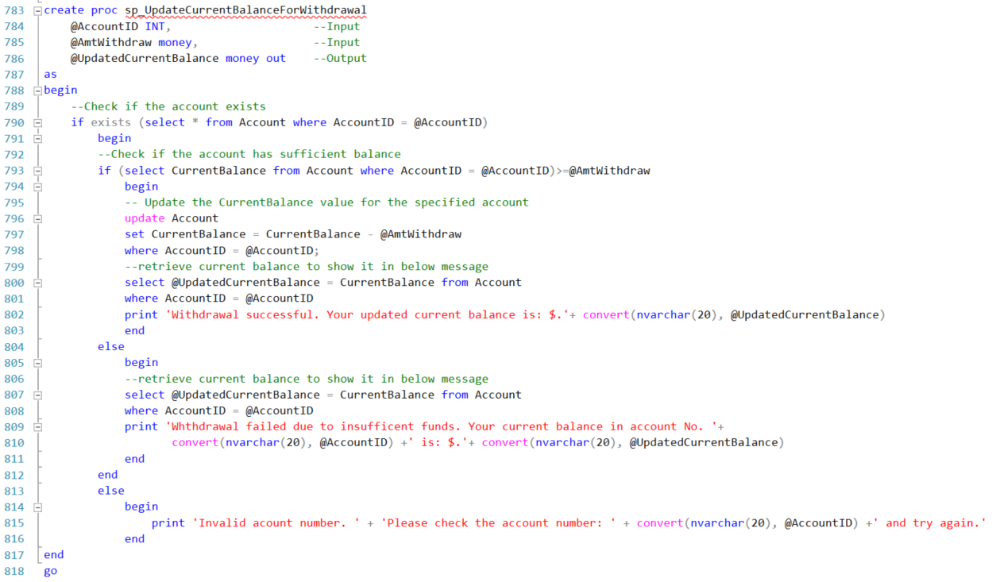 783 create proc sp_UpdateCurrentBalanceForWithdrawal
784 @AccountID INT, --Input
785 @AmtWithdraw money, --Input
786 @UpdatedCurrentBalance money out --Output
787 as
788 begin
789 --Check if the account exists
790 if exists (select * from Account where AccountID = @AccountID)
791 begin
792 --Check if the account has sufficient balance
793 if (select CurrentBalance from Account where AccountID = @AccountID)>=@AmtWithdraw
794 begin
795 -- Update the CurrentBalance value for the specified account
796 update Account
797 set CurrentBalance = CurrentBalance - @AmtWithdraw
798 where AccountID = @AccountID;
799 --retrieve current balance to show it in below message
800 select @UpdatedCurrentBalance = CurrentBalance from Account
801 where AccountID = @AccountID
802 print 'Withdrawal successful. Your updated current balance is: $.'+ convert(nvarchar(20), @UpdatedCurrentBalance)
803 end
804 else
805 begin
806 --retrieve current balance to show it in below message
807 select @UpdatedCurrentBalance = CurrentBalance from Account
808 where AccountID = @AccountID
809 print 'Whthdrawal failed due to insufficent funds. Your current balance in account No. '+
810 convert(nvarchar(20), @AccountID) +' is: $.'+ convert(nvarchar(20), @UpdatedCurrentBalance)
811 end
812 end
813 else
814 begin
815 print 'Invalid acount number. ' + 'Please check the account number: ' + convert(nvarchar(20), @AccountID) +' and try again.'
816 end
817 end
818 go